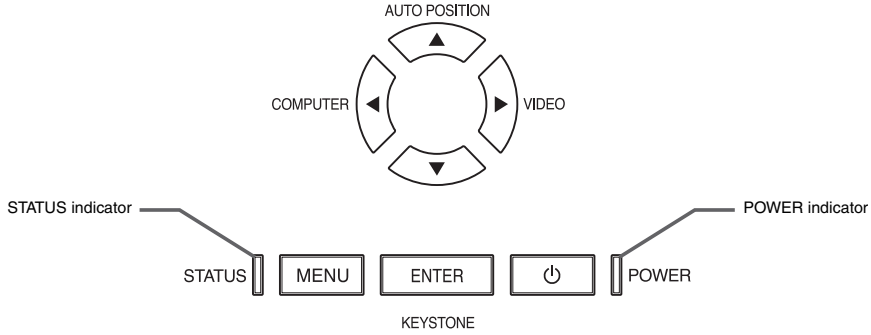 AUTO POSITION
COMPUTER
VIDEO
STATUS indicator
POWER indicator
STATUS
MENU
ENTER
POWER
KEYSTONE